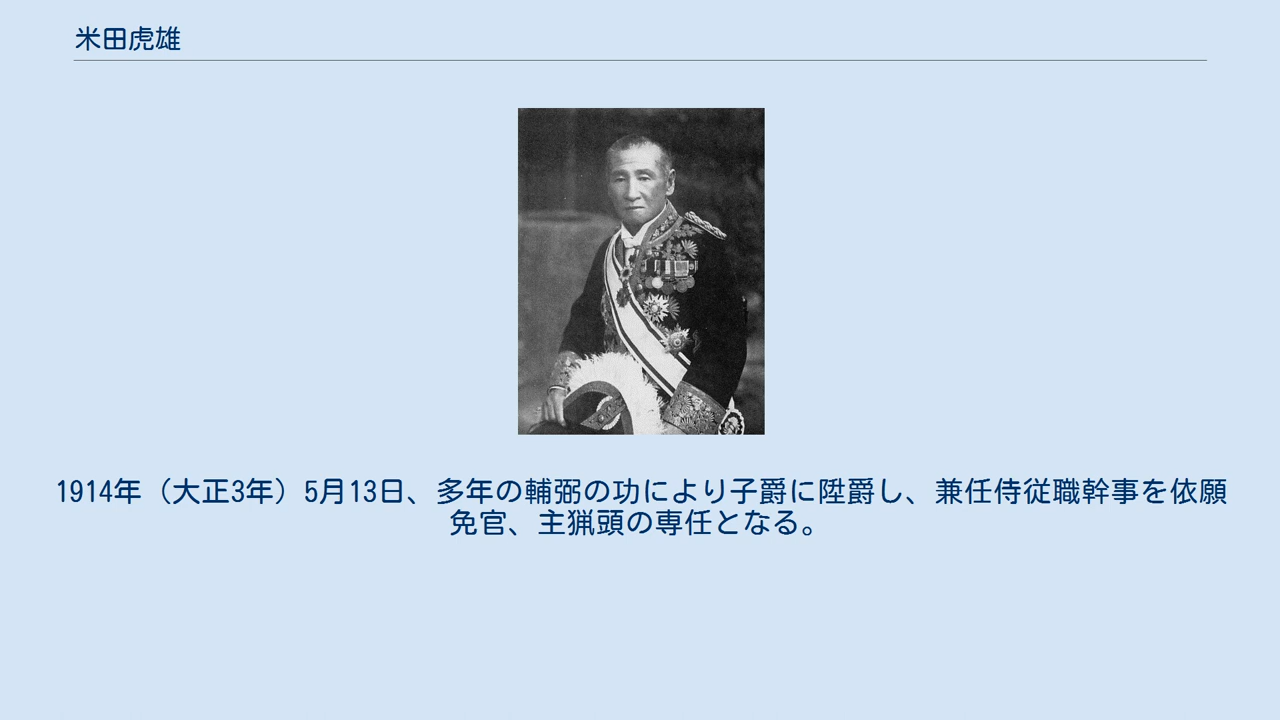 米田虎雄
1914年（大正3年）5月13日、多年の輔弼の功により子爵に陞爵し、兼任侍従職幹事を依願
免官、主猟頭の専任となる。